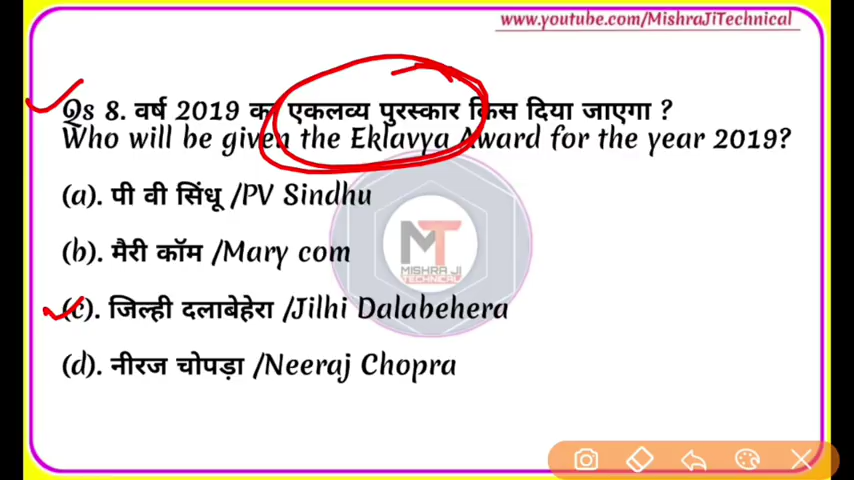 www.youtube.com/MishraJiTechnical
Qs 8. वर्ष 2019 का एकलव्य पुरस्कार किस दिया जाएगा ?
Who will be given the Eklavya Award for the year 2019?
(a). पी वी सिंधू /PV Sindhu
(b). मैरी कॉम /Mary com
MT
MISHRA JI
TECHNICAL
(c). जिल्ही दलाबेहेरा /Jilhi Dalabehera
(d). नीरज चोपड़ा /Neeraj Chopra